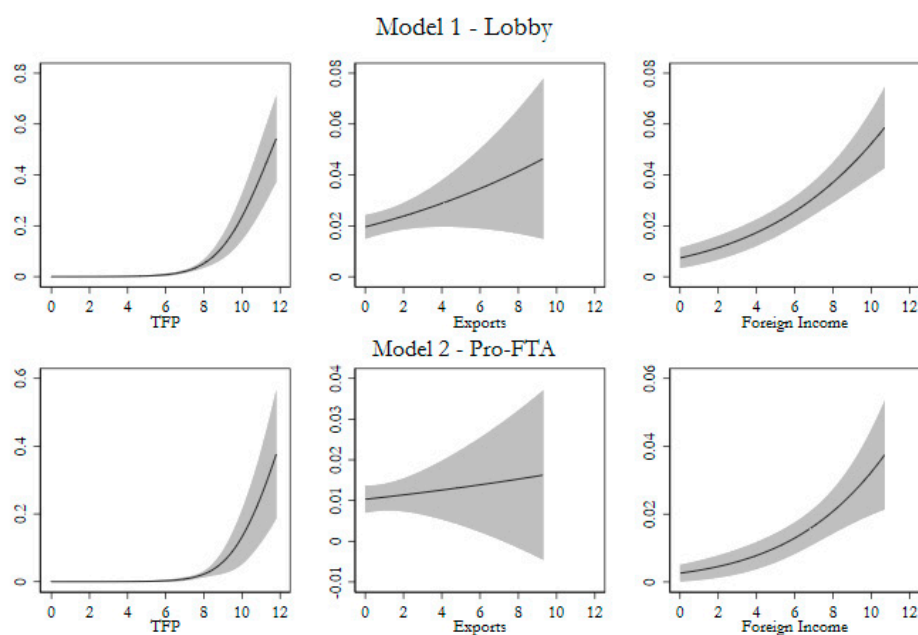 Model 1 - Lobby
0 0.2 0.4 0.6 0.8
0 2 4 6 8 10 12
TFP
0 0.02 0.04 0.06 0.08
0 2 4 6 8 10 12
Exports
0 0.02 0.04 0.06 0.08
0 2 4 6 8 10 12
Foreign Income
Model 2 - Pro-FTA
0 0.2 0.4 0.6
0 2 4 6 8 10 12
TFP
-0.01 0 0.01 0.02 0.03 0.04
0 2 4 6 8 10 12
Exports
0 0.02 0.04 0.06
0 2 4 6 8 10 12
Foreign Income